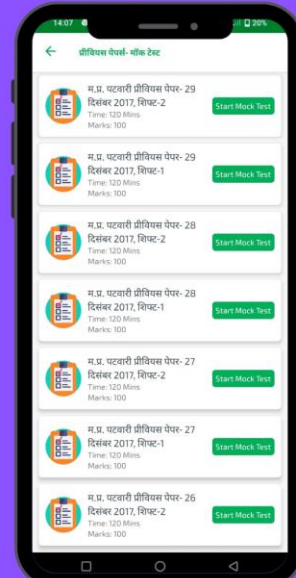 14:07
20%
प्रीवियस पेपर्स- मॉक टेस्ट
म.प्र. पटवारी प्रीवियस पेपर- 29
दिसंबर 2017, शिफ्ट-2
Time: 120 Mins
Marks: 100
Start Mock Test
म.प्र. पटवारी प्रीवियस पेपर- 29
दिसंबर 2017, शिफ्ट-1
Time: 120 Mins
Marks: 100
Start Mock Test
म.प्र. पटवारी प्रीवियस पेपर- 28
दिसंबर 2017, शिफ्ट-2
Time: 120 Mins
Marks: 100
Start Mock Test
म.प्र. पटवारी प्रीवियस पेपर- 28
दिसंबर 2017, शिफ्ट-1
Time: 120 Mins
Marks: 100
Start Mock Test
म.प्र. पटवारी प्रीवियस पेपर- 27
दिसंबर 2017, शिफ्ट-2
Time: 120 Mins
Marks: 100
Start Mock Test
म.प्र. पटवारी प्रीवियस पेपर- 27
दिसंबर 2017, शिफ्ट-1
Time: 120 Mins
Marks: 100
Start Mock Test
म.प्र. पटवारी प्रीवियस पेपर- 26
दिसंबर 2017, शिफ्ट-2
Time: 120 Mins
Marks: 100
Start Mock Test